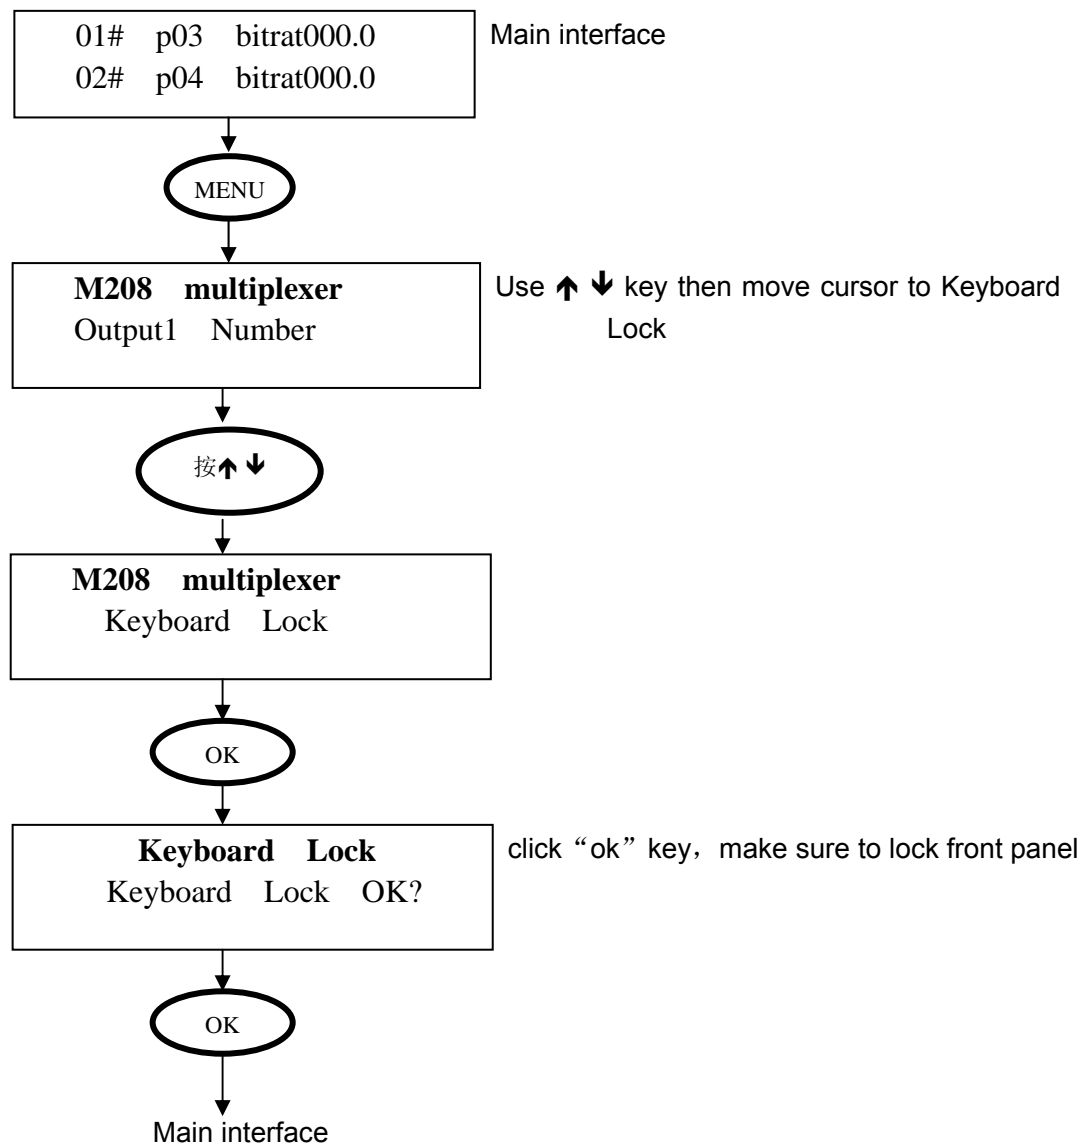 01# p03 bitrat000.0
Main interface
02# p04 bitrat000.0
MENU
M208 multiplexer
Output1 Number
Use ↑ ↓ key then move cursor to Keyboard
Lock
按↑ ↓
M208 multiplexer
Keyboard Lock
OK
Keyboard Lock
Keyboard Lock OK?
click “ok” key，make sure to lock front panel
OK
Main interface